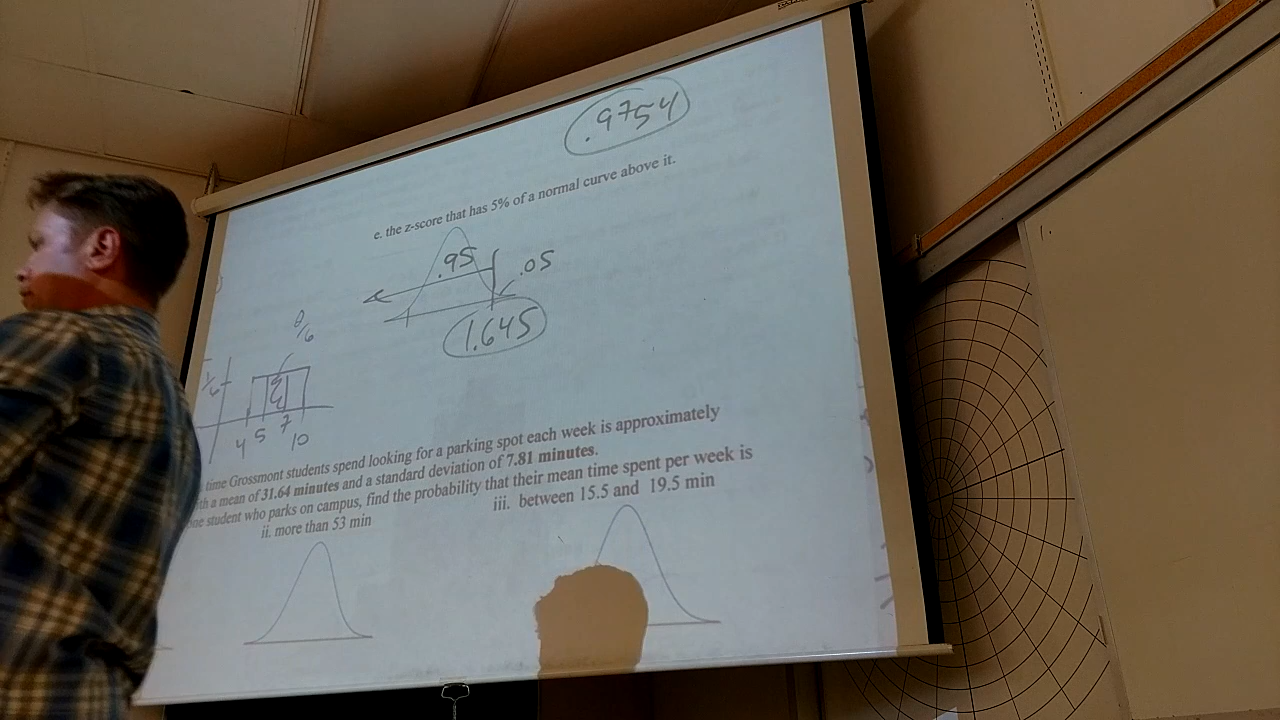 .9754
e. the z-score that has 5% of a normal curve above it.
.95
.05
1.645
1/6
4 5 7 10
time Grossmont students spend looking for a parking spot each week is approximately
a mean of 31.64 minutes and a standard deviation of 7.81 minutes.
student who parks on campus, find the probability that their mean time spent per week is
ii. more than 53 min
iii. between 15.5 and 19.5 min